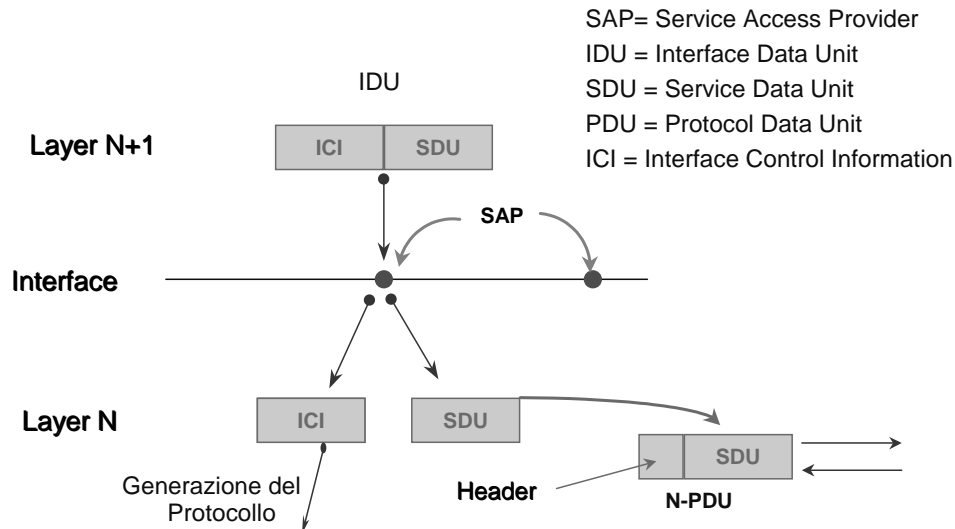 SAP= Service Access Provider
IDU = Interface Data Unit
SDU = Service Data Unit
PDU = Protocol Data Unit
ICI = Interface Control Information
IDU
Layer N+1
ICI
SDU
SAP
Interface
Layer N
ICI
SDU
SDU
Generazione del
Protocollo
Header
N-PDU